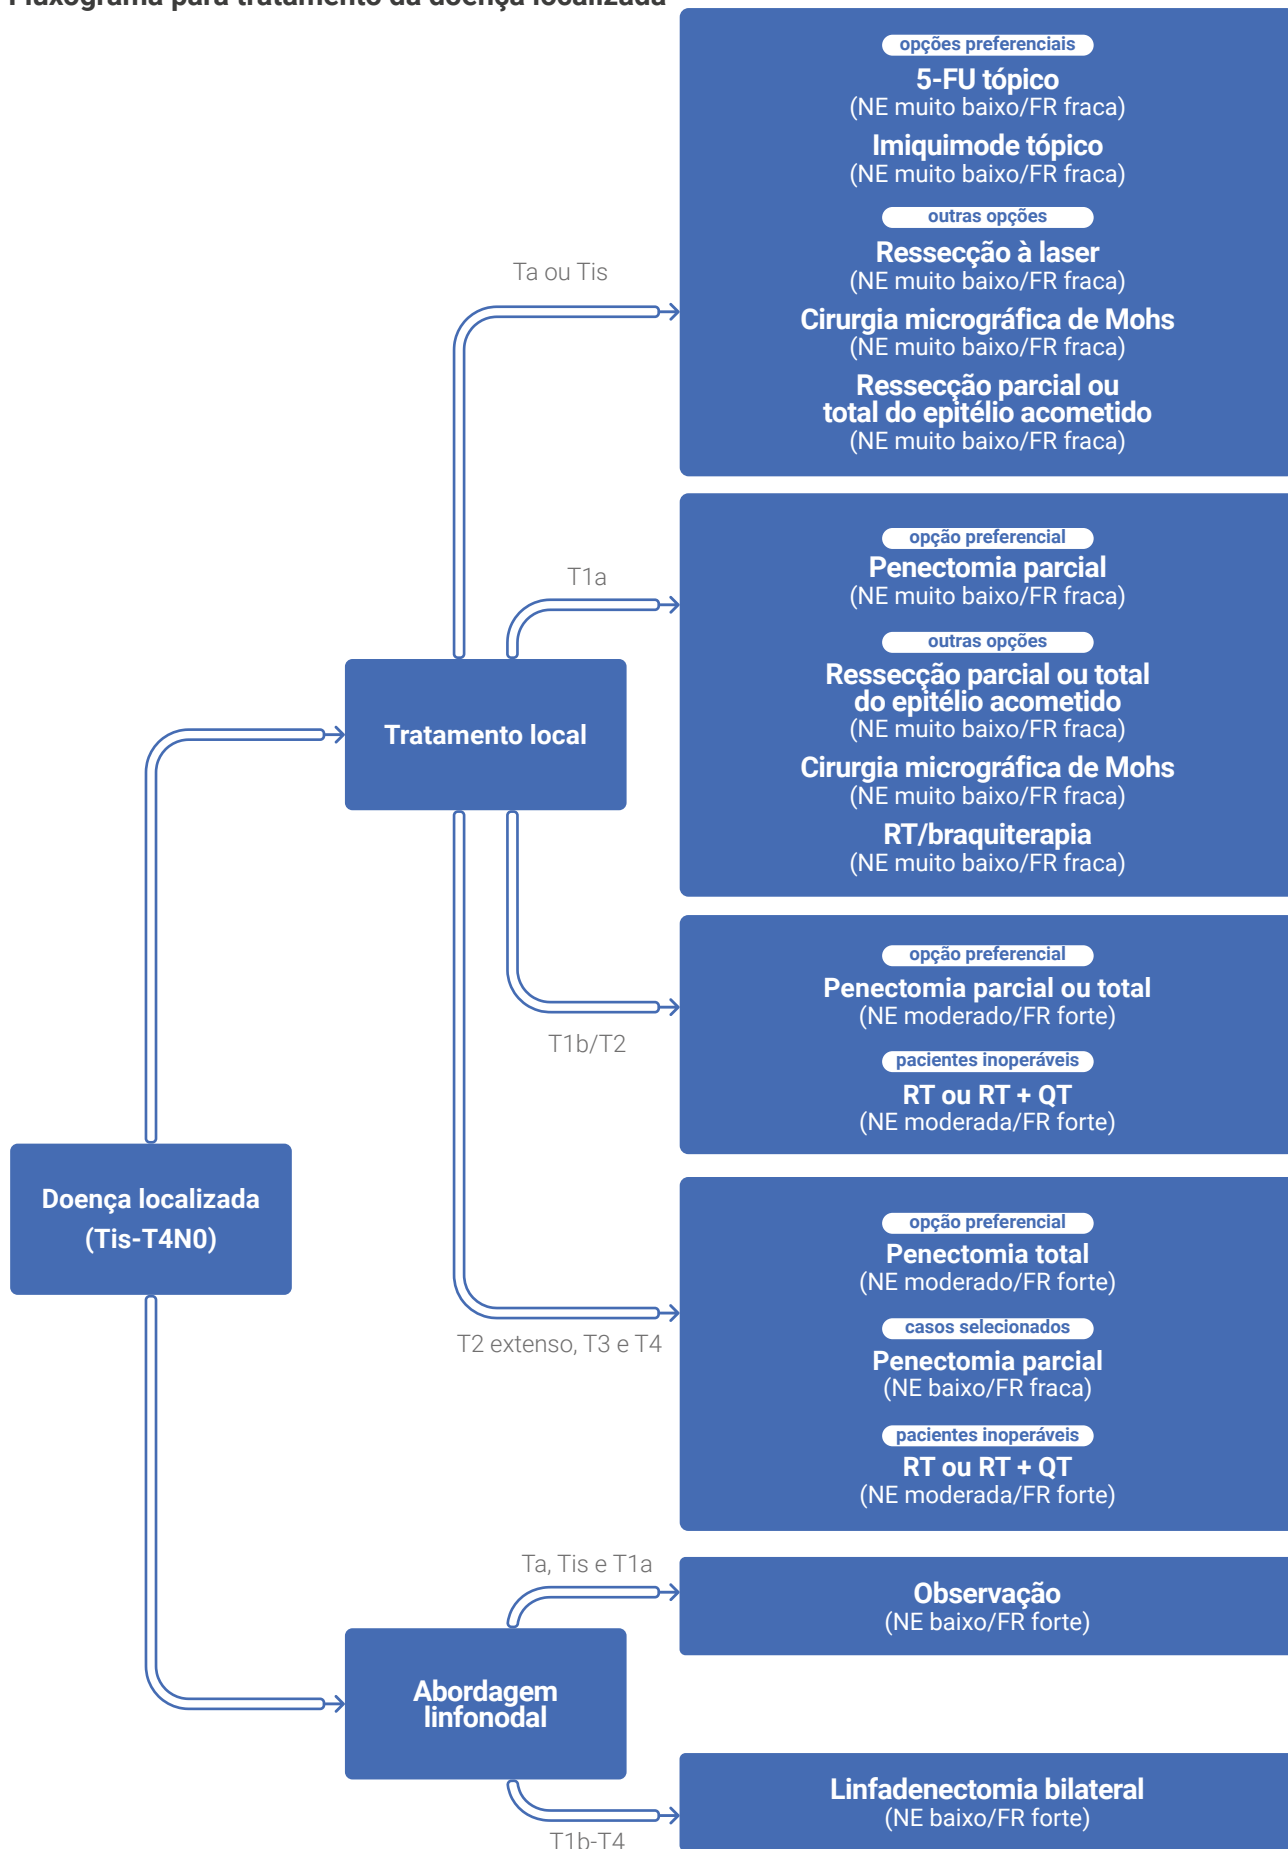 Fluxograma para tratamento da doença localizada
opções preferenciais
5-FU tópico
(NE muito baixo/FR fraca)
Imiquimode tópico
(NE muito baixo/FR fraca)
outras opções
Ressecção à laser
(NE muito baixo/FR fraca)
Cirurgia micrográfica de Mohs
(NE muito baixo/FR fraca)
Ressecção parcial ou
total do epitélio acometido
(NE muito baixo/FR fraca)
Ta ou Tis
T1a
opção preferencial
Penectomia parcial
(NE muito baixo/FR fraca)
outras opções
Ressecção parcial ou total
do epitélio acometido
(NE muito baixo/FR fraca)
Cirurgia micrográfica de Mohs
(NE muito baixo/FR fraca)
RT/braquiterapia
(NE muito baixo/FR fraca)
Tratamento local
opção preferencial
Penectomia parcial ou total
(NE moderado/FR forte)
pacientes inoperáveis
RT ou RT + QT
(NE moderada/FR forte)
T1b/T2
Doença localizada
(Tis-T4N0)
opção preferencial
Penectomia total
(NE moderado/FR forte)
casos selecionados
Penectomia parcial
(NE baixo/FR fraca)
pacientes inoperáveis
RT ou RT + QT
(NE moderada/FR forte)
T2 extenso, T3 e T4
Ta, Tis e T1a
Observação
(NE baixo/FR forte)
Abordagem
linfonodal
Linfadenectomia bilateral
(NE baixo/FR forte)
T1b-T4